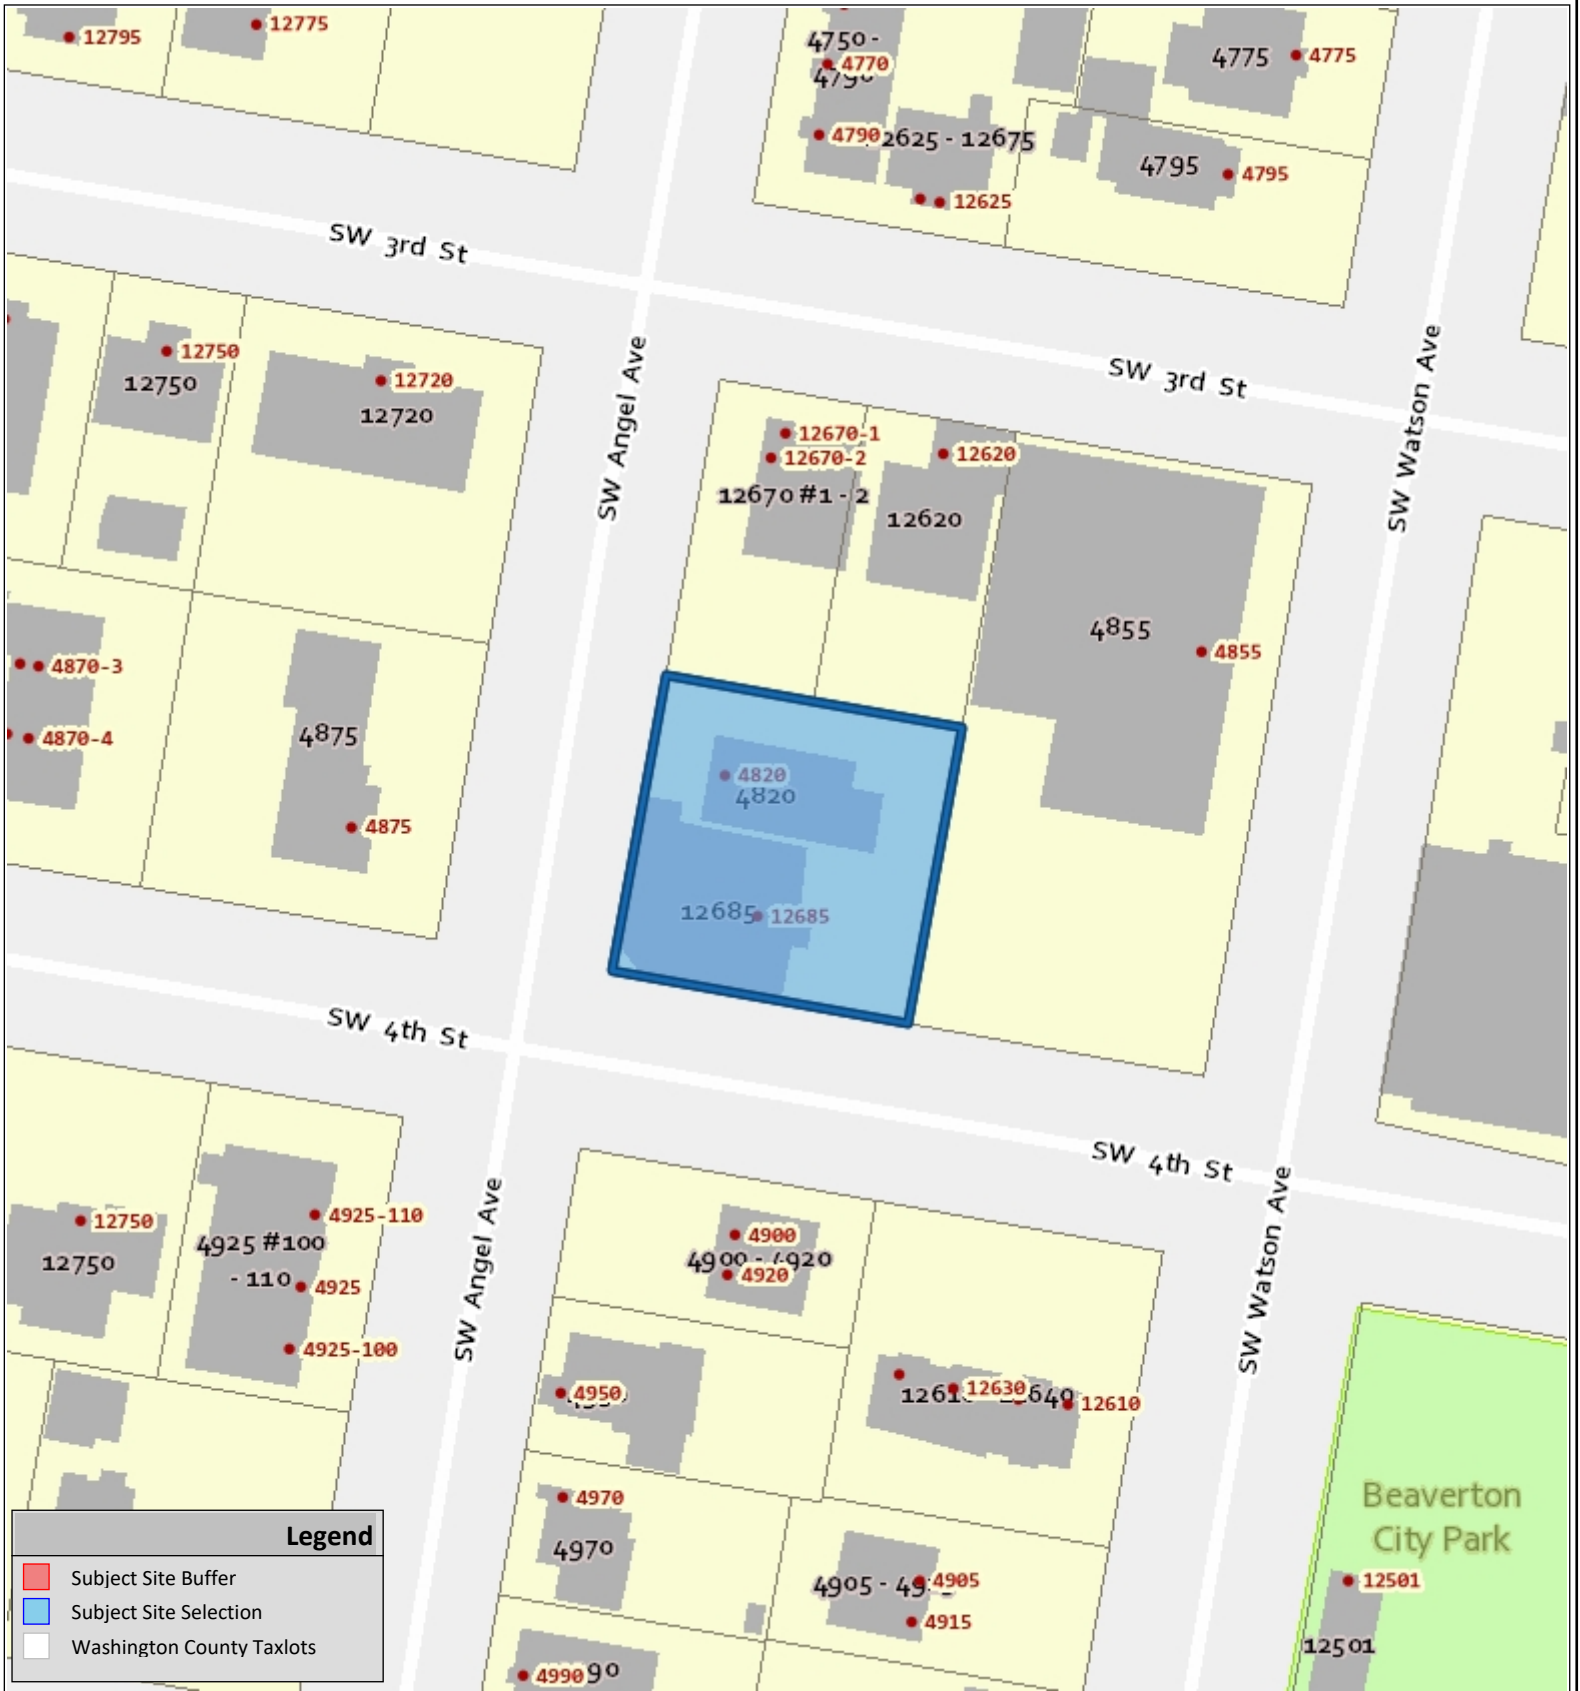 12795
12775
4750 -
4770
4775
4775
4790
2625 - 12675
4795
4795
12625
SW 3rd St
SW 3rd St
SW Angel Ave
SW Watson Ave
12750
12750
12720
12720
12670-1
12670-2
12670 #1 - 2
12620
12620
4855
4855
4870-3
4870-4
4875
4875
4820
4820
12685
12685
SW 4th St
SW 4th St
SW Angel Ave
SW Watson Ave
12750
12750
4925-110
4925 #100
- 110
4925
4925-100
4900
4900 - 4920
4920
4950
12630
12610
4970
4970
4905
4905 -
4915
4990
90
Beaverton
City Park
12501
12501
Legend
Subject Site Buffer
Subject Site Selection
Washington County Taxlots